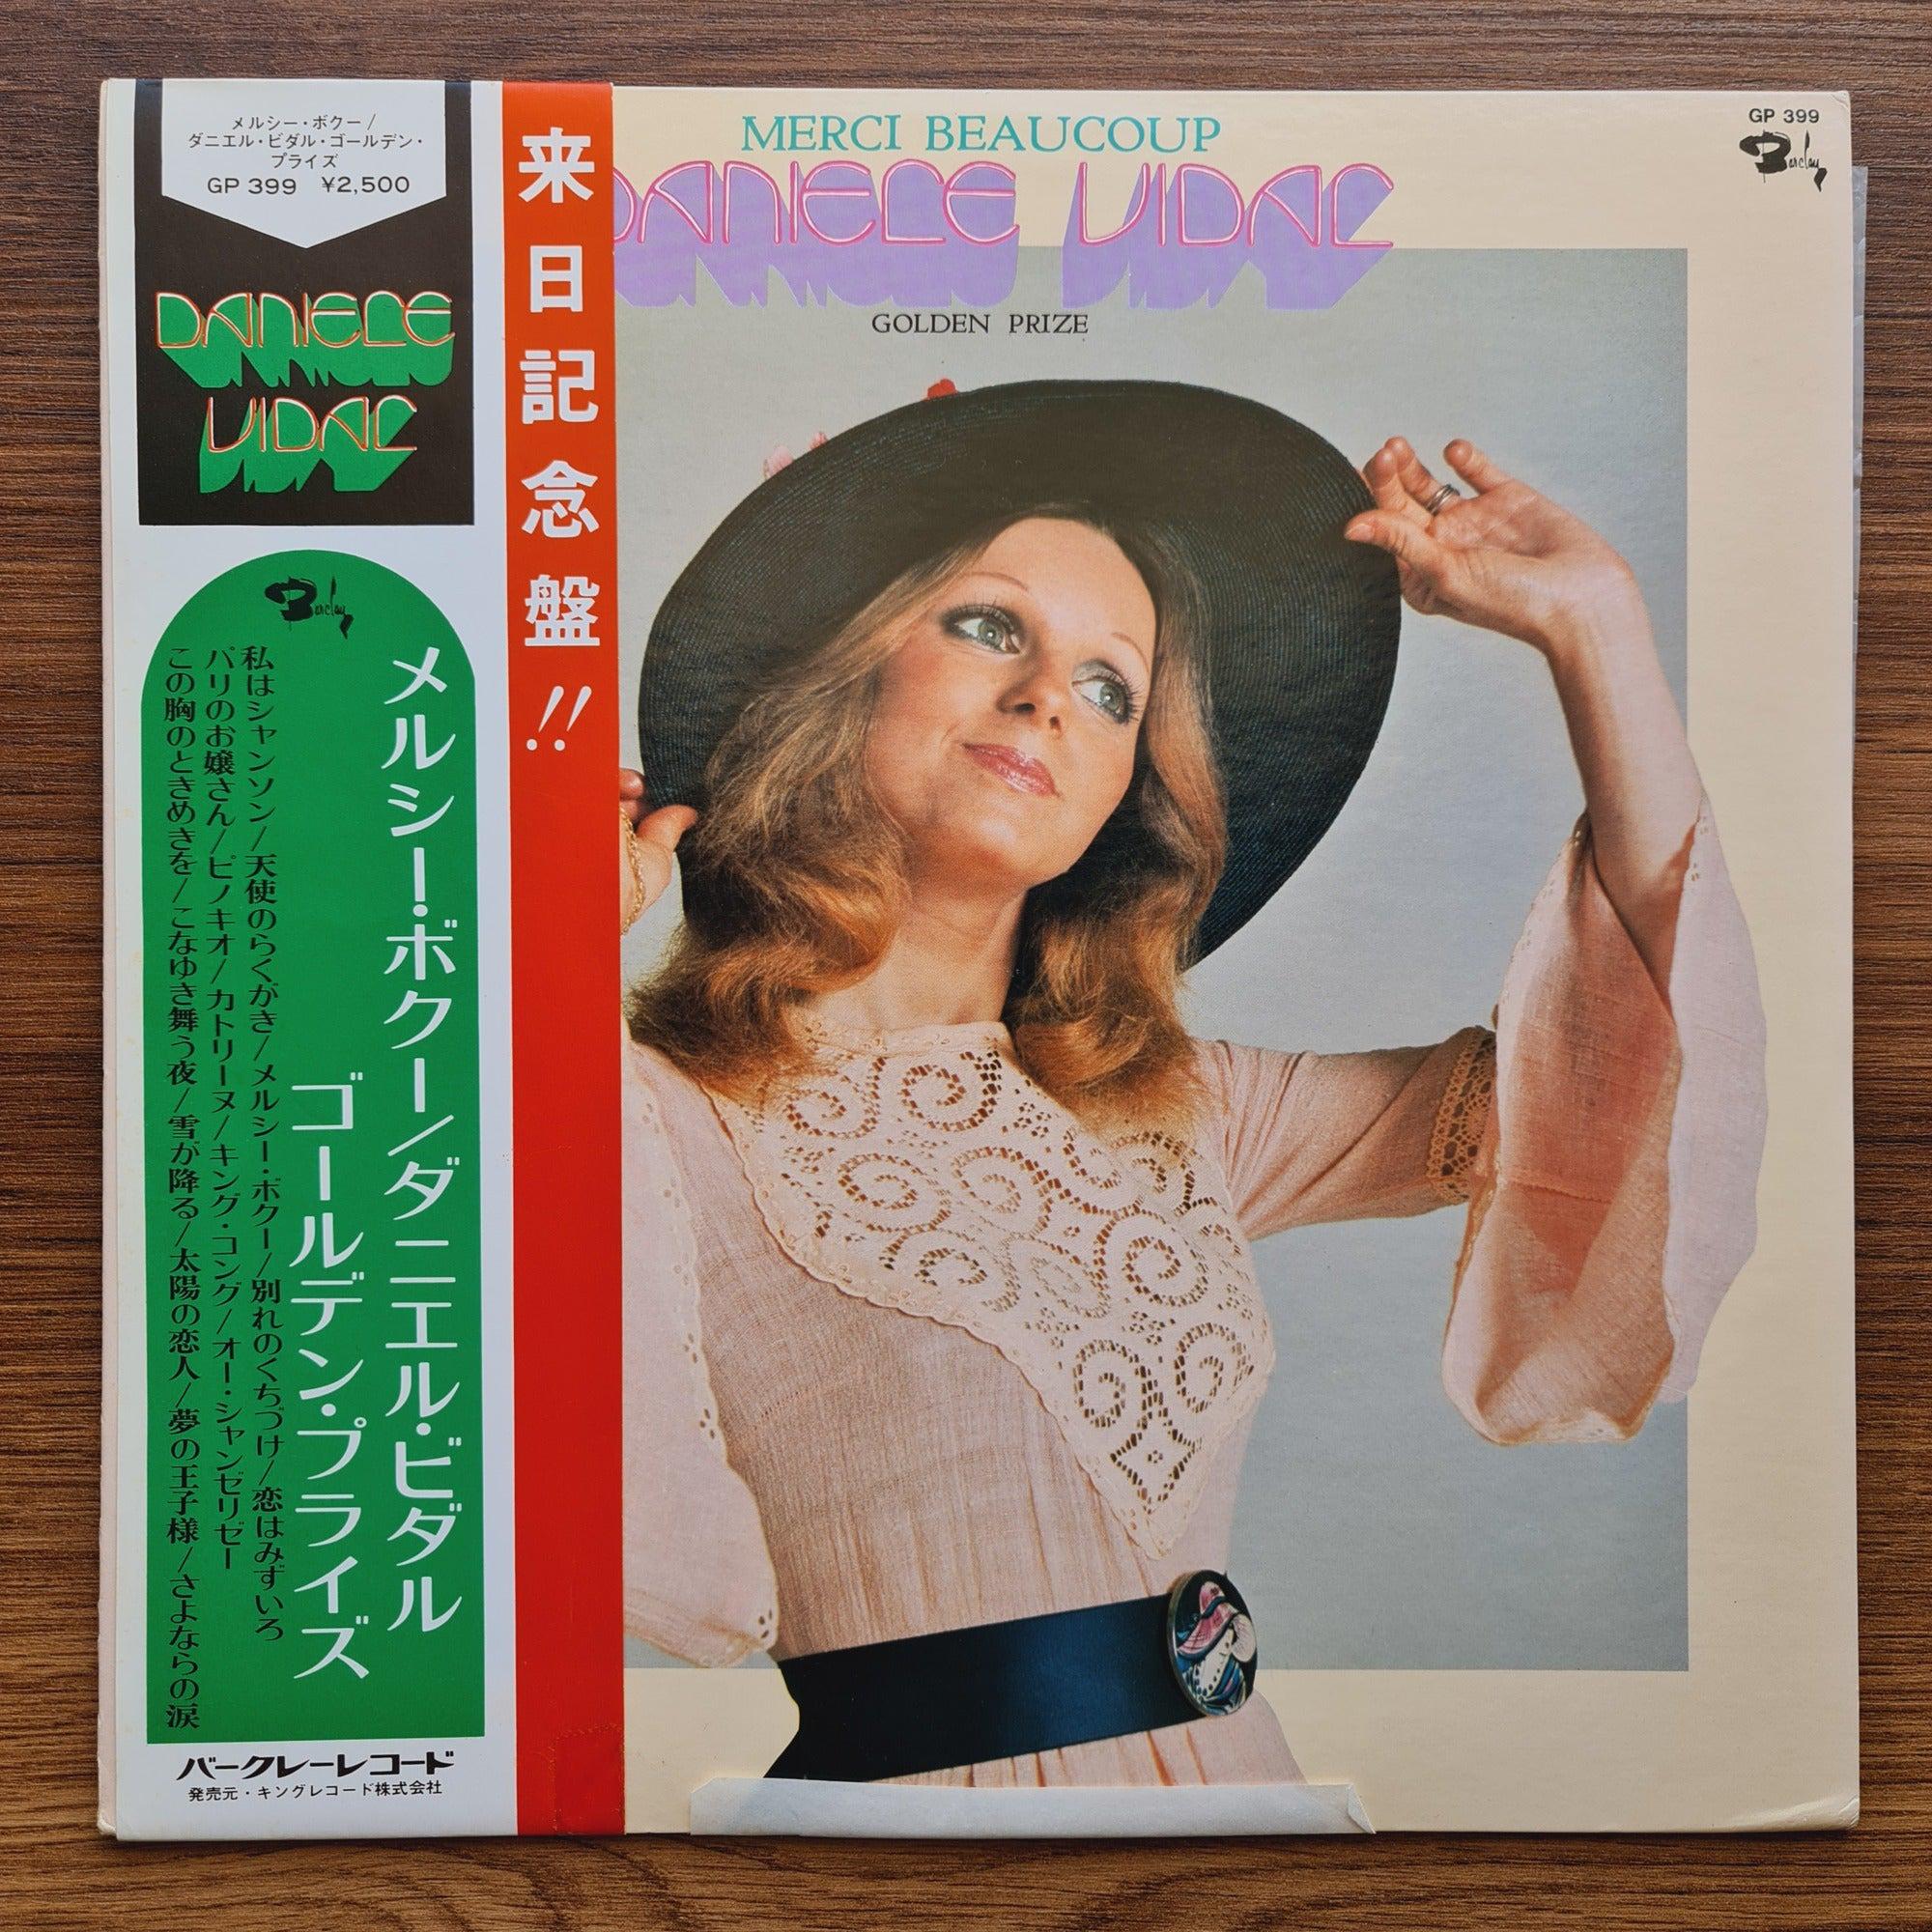 メルシー・ボクー/
ダニエル・ビダル・ゴールデン・
プライズ
GP 399 ¥2,500
DANIELE
VIDAL
Barclay
メルシー・ボクー/ダニエル・ビダル
ゴールデン・プライズ
私はシャンソン/天使のらくがき/メルシー・ボクー/別れのくちづけ/恋はみずいろ
パリのお嬢さん/ピノキオ/カトリーヌ/キング・コング/オー・シャンゼリゼー
この胸のときめきを/こなゆき舞う夜/雪が降る/太陽の恋人/夢の王子様/さよならの涙
バークレーレコード
発売元・キングレコード株式会社
来日記念盤!!
MERCI BEAUCOUP
DANIELE VIDAL
GOLDEN PRIZE
GP 399
Barclay